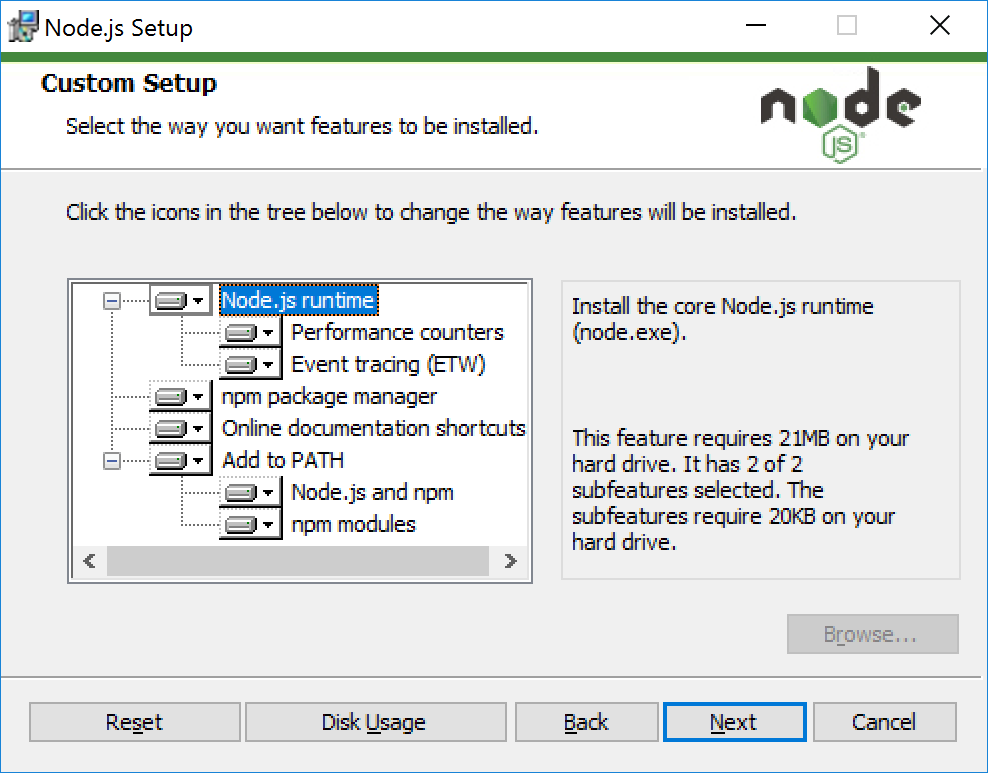 Node.js Setup
Custom Setup
Select the way you want features to be installed.
node
JS
Click the icons in the tree below to change the way features will be installed.
Node.js runtime
Performance counters
Event tracing (ETW)
npm package manager
Online documentation shortcuts
Add to PATH
Node.js and npm
npm modules
Install the core Node.js runtime
(node.exe).
This feature requires 21MB on your
hard drive. It has 2 of 2
subfeatures selected. The
subfeatures require 20KB on your
hard drive.
Browse...
Reset
Disk Usage
Back
Next
Cancel